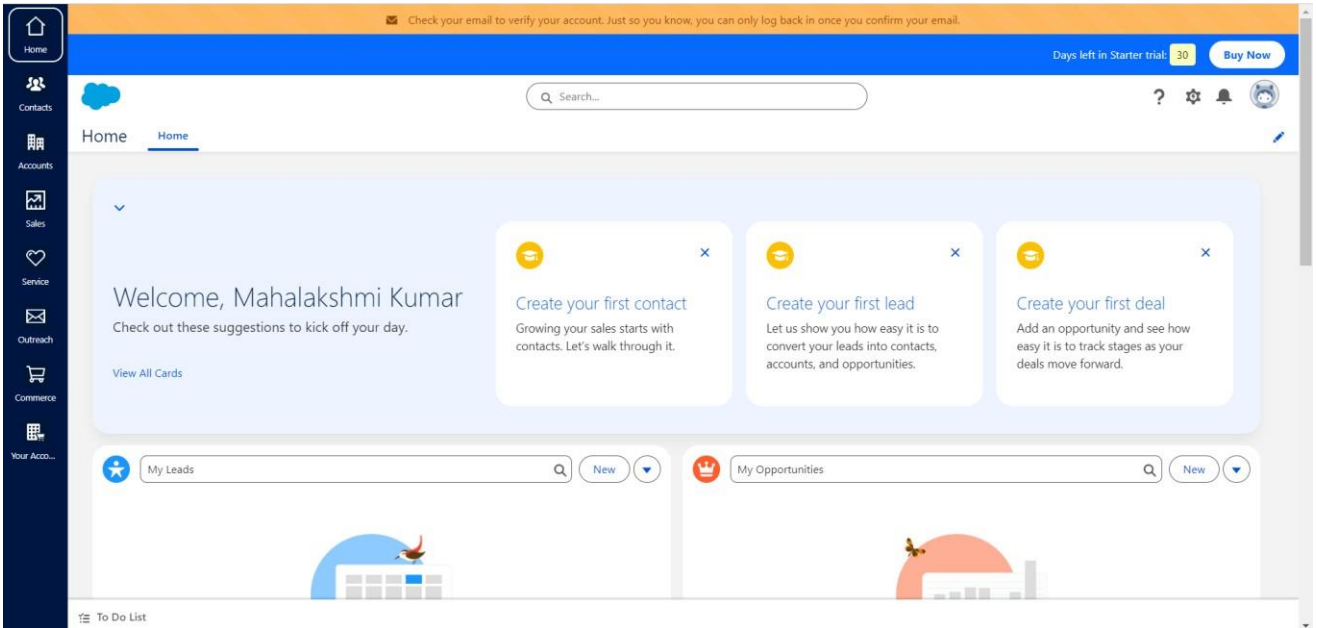 Check your email to verify your account. Just so you know, you can only log back in once you confirm your email.
Days left in Starter trial: 30 Buy Now
Home
Contacts
Accounts
Sales
Service
Outreach
Commerce
Your Acco...
Search...
?
Home Home
Welcome, Mahalakshmi Kumar
Check out these suggestions to kick off your day.
View All Cards
Create your first contact
Growing your sales starts with
contacts. Let's walk through it.
Create your first lead
Let us show you how easy it is to
convert your leads into contacts,
accounts, and opportunities.
Create your first deal
Add an opportunity and see how
easy it is to track stages as your
deals move forward.
My Leads New
My Opportunities New
To Do List